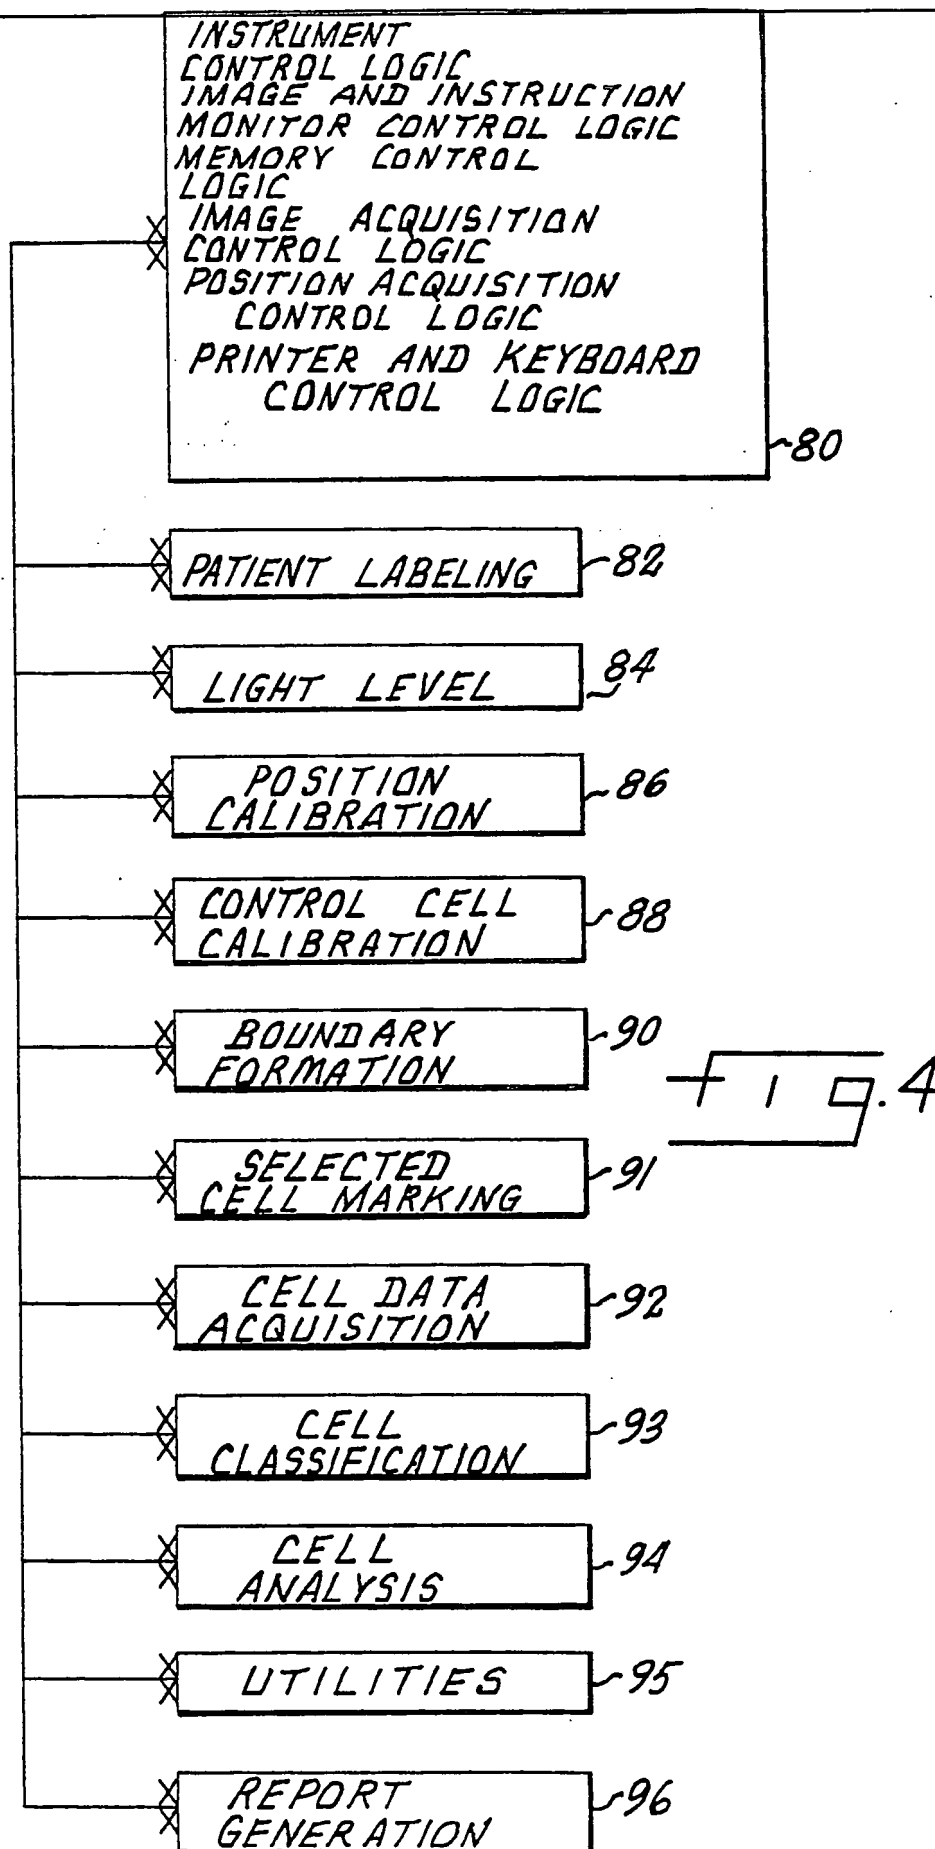 INSTRUMENT
CONTROL LOGIC
IMAGE AND INSTRUCTION
MONITOR CONTROL LOGIC
MEMORY CONTROL
LOGIC
IMAGE ACQUISITION
CONTROL LOGIC
POSITION ACQUISITION
CONTROL LOGIC
PRINTER AND KEYBOARD
CONTROL LOGIC
80
PATIENT LABELING 82
LIGHT LEVEL 84
POSITION
CALIBRATION 86
CONTROL CELL
CALIBRATION 88
BOUNDARY
FORMATION 90
fig.4
SELECTED
CELL MARKING 91
CELL DATA
ACQUISITION 92
CELL
CLASSIFICATION 93
CELL
ANALYSIS 94
UTILITIES 95
REPORT
GENERATION 96